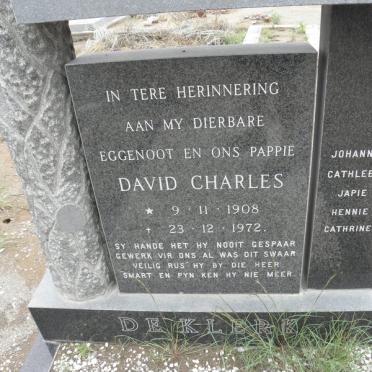 IN TERE HERINNERING
AAN MY DIERBARE
EGGENOOT EN ONS PAPPIE
DAVID CHARLES
★ 9 · 11 · 1908
† 23 · 12 · 1972.
SY HANDE HET HY NOOIT GESPAAR
GEWERK VIR ONS AL WAS DIT SWAAR
VEILIG RUS HY BY DIE HEER
SMART EN PYN KEN HY NIE MEER.
CATHLEE
JAPIE
HENNIE
CATHRINE
DE KLERK